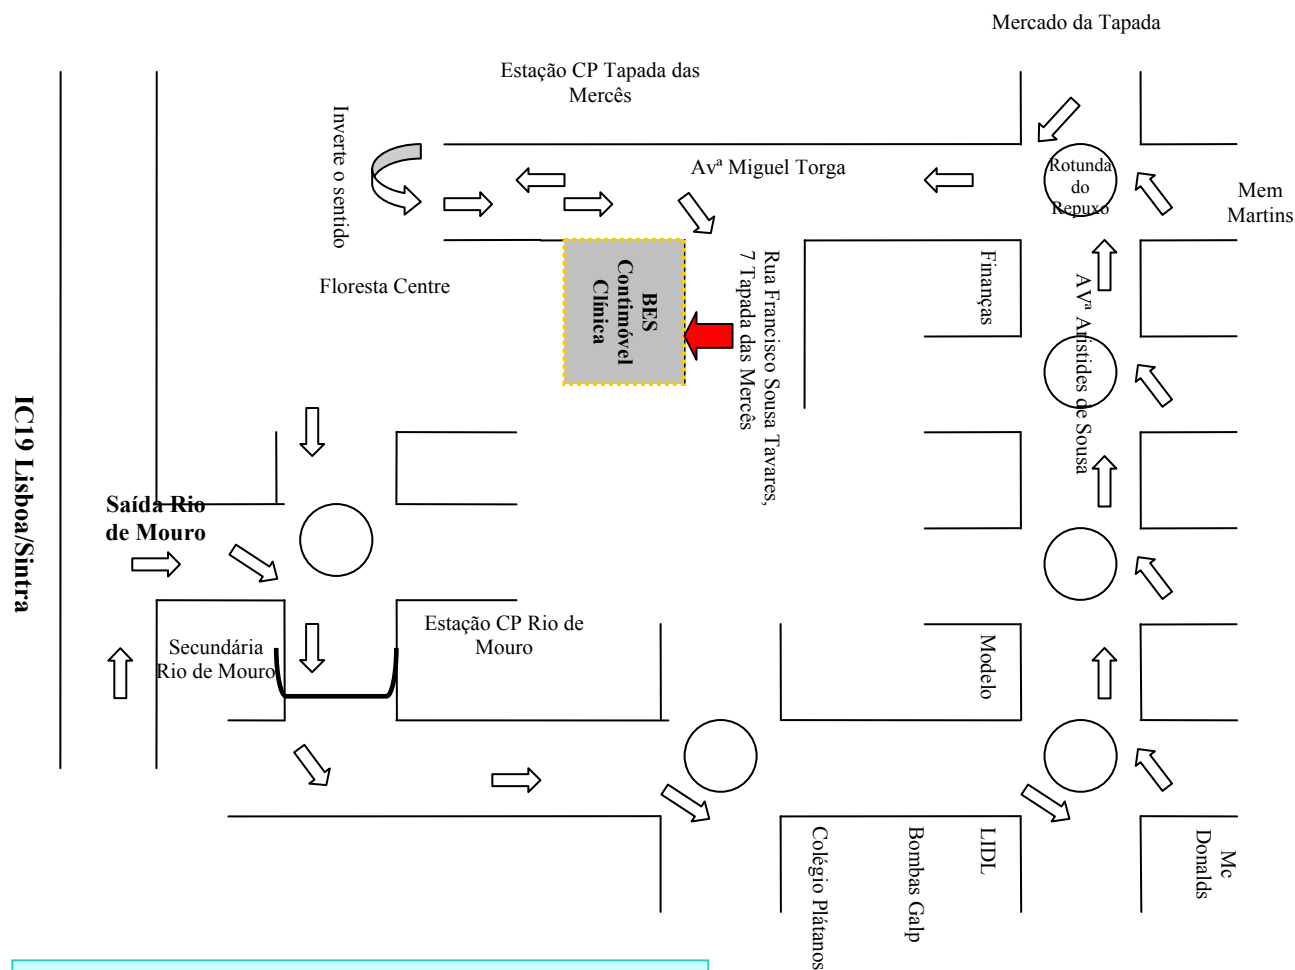 Mercado da Tapada
Estação CP Tapada das
Mercês
Inverte o sentido
Avª Miguel Torga
Rotunda
do
Repuxo
Mem
Martins
Floresta Centre
BES
Contimóvel
Clínica
Rua Francisco Sousa Tavares,
7 Tapada das Mercês
Finanças
AVª Aristides de Sousa
IC19 Lisboa/Sintra
Saída Rio
de Mouro
Secundária
Rio de Mouro
Estação CP Rio de
Mouro
Modelo
Colégio Plátanos
Bombas Galp
LIDL
Mc
Donalds